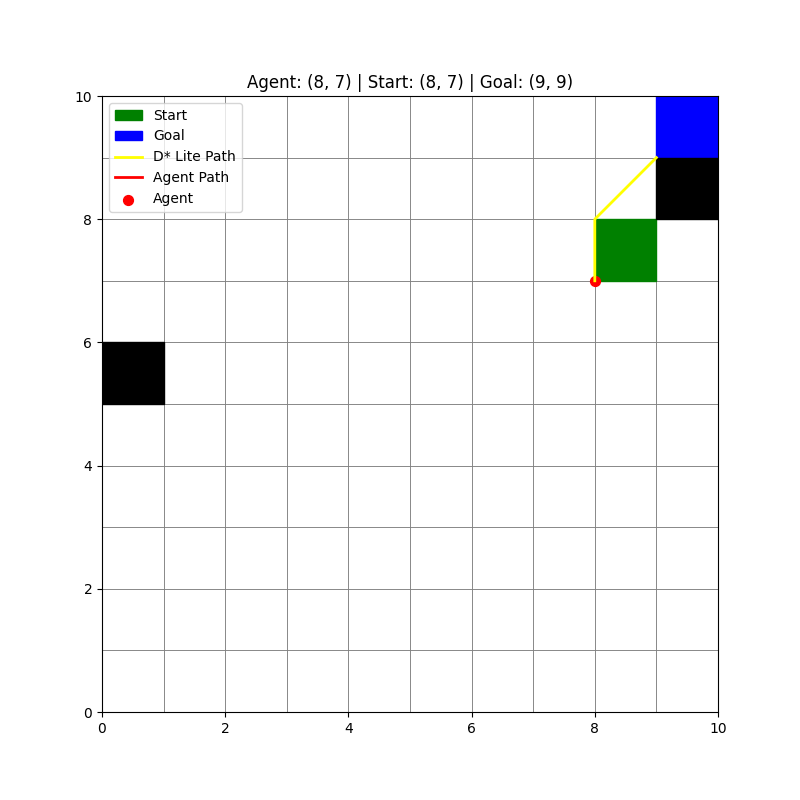 Agent: (8, 7) | Start: (8, 7) | Goal: (9, 9)
Start
Goal
D* Lite Path
Agent Path
Agent
10
8
6
4
2
0
0 2 4 6 8 10